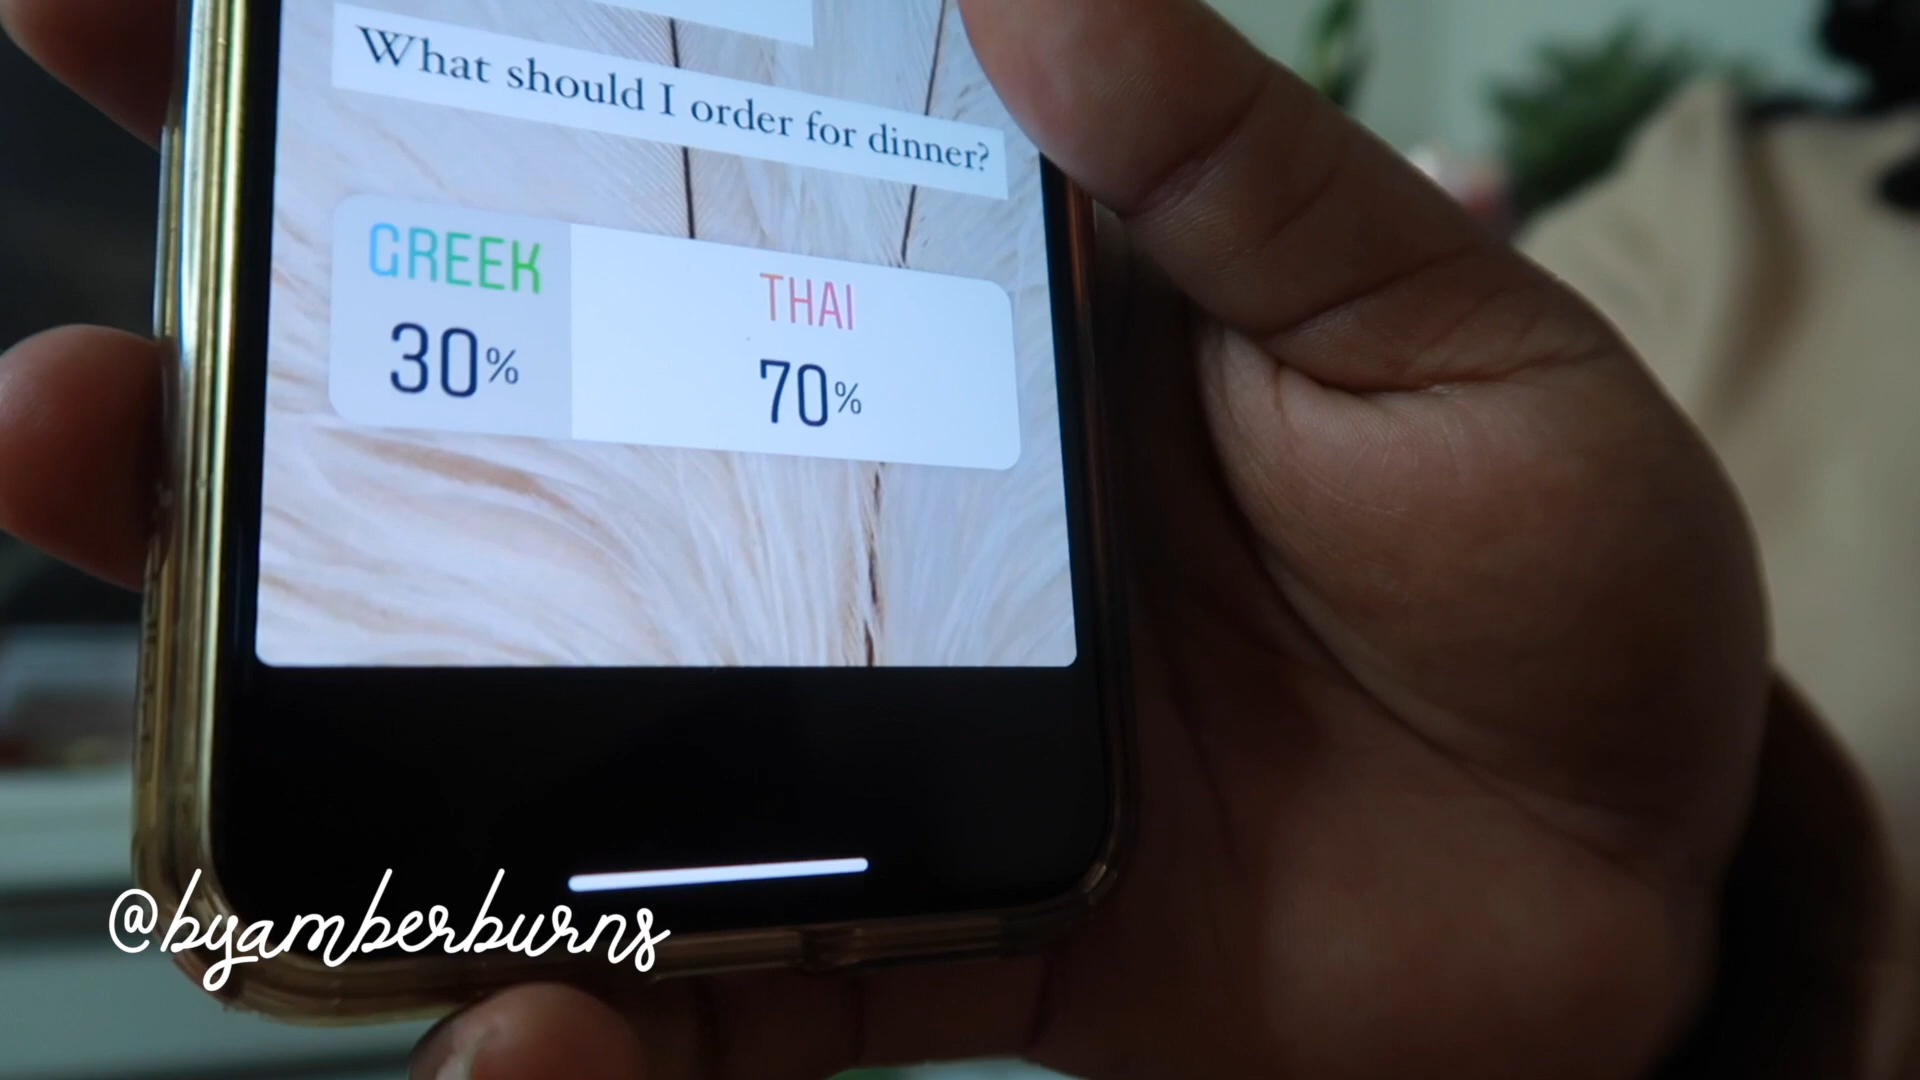 What should I order for dinner?
GREEK
30%
THAI
70%
@byamberburns